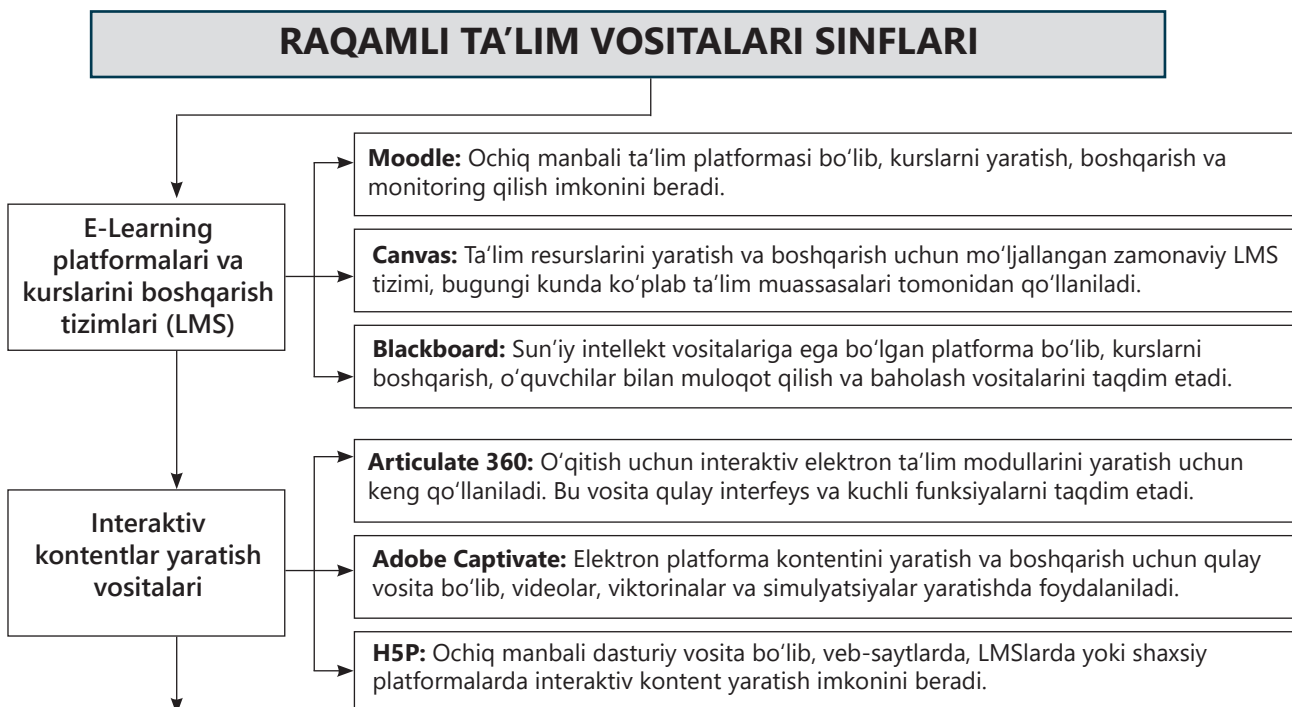 RAQAMLI TA’LIM VOSITALARI SINFLARI
E-Learning
platformalari va
kurslarini boshqarish
tizimlari (LMS)
Moodle: Ochiq manbali ta‘lim platformasi bo‘lib, kurslarni yaratish, boshqarish va
monitoring qilish imkonini beradi.
Canvas: Ta‘lim resurslarini yaratish va boshqarish uchun mo‘ljallangan zamonaviy LMS
tizimi, bugungi kunda ko‘plab ta‘lim muassasalari tomonidan qo‘llaniladi.
Blackboard: Sun’iy intellekt vositalariga ega bo‘lgan platforma bo‘lib, kurslarni
boshqarish, o‘quvchilar bilan muloqot qilish va baholash vositalarini taqdim etadi.
Interaktiv
kontentlar yaratish
vositalari
Articulate 360: O‘qitish uchun interaktiv elektron ta‘lim modullarini yaratish uchun
keng qo‘llaniladi. Bu vosita qulay interfeys va kuchli funksiyalarni taqdim etadi.
Adobe Captivate: Elektron platforma kontentini yaratish va boshqarish uchun qulay
vosita bo‘lib, videolar, viktorinalar va simulyatsiyalar yaratishda foydalaniladi.
H5P: Ochiq manbali dasturiy vosita bo‘lib, veb-saytlarda, LMSlarda yoki shaxsiy
platformalarda interaktiv kontent yaratish imkonini beradi.